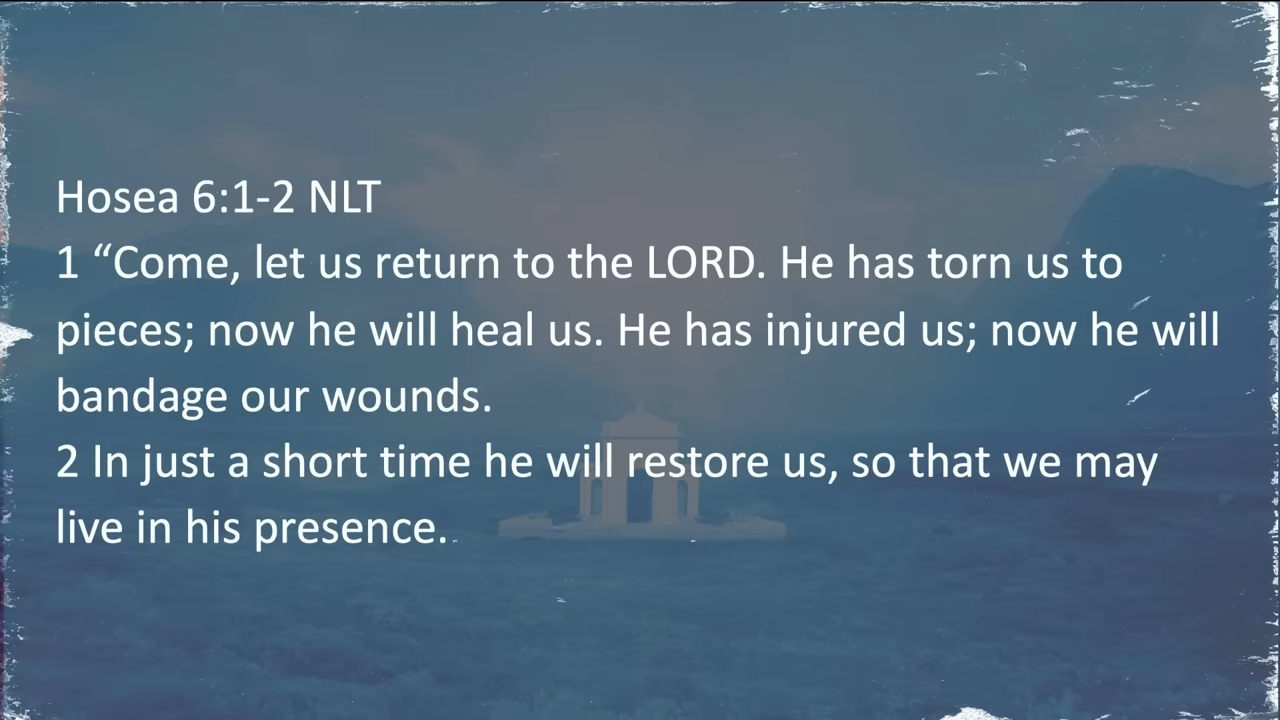 Hosea 6:1-2 NLT
1 “Come, let us return to the LORD. He has torn us to
pieces; now he will heal us. He has injured us; now he will
bandage our wounds.
2 In just a short time he will restore us, so that we may
live in his presence.